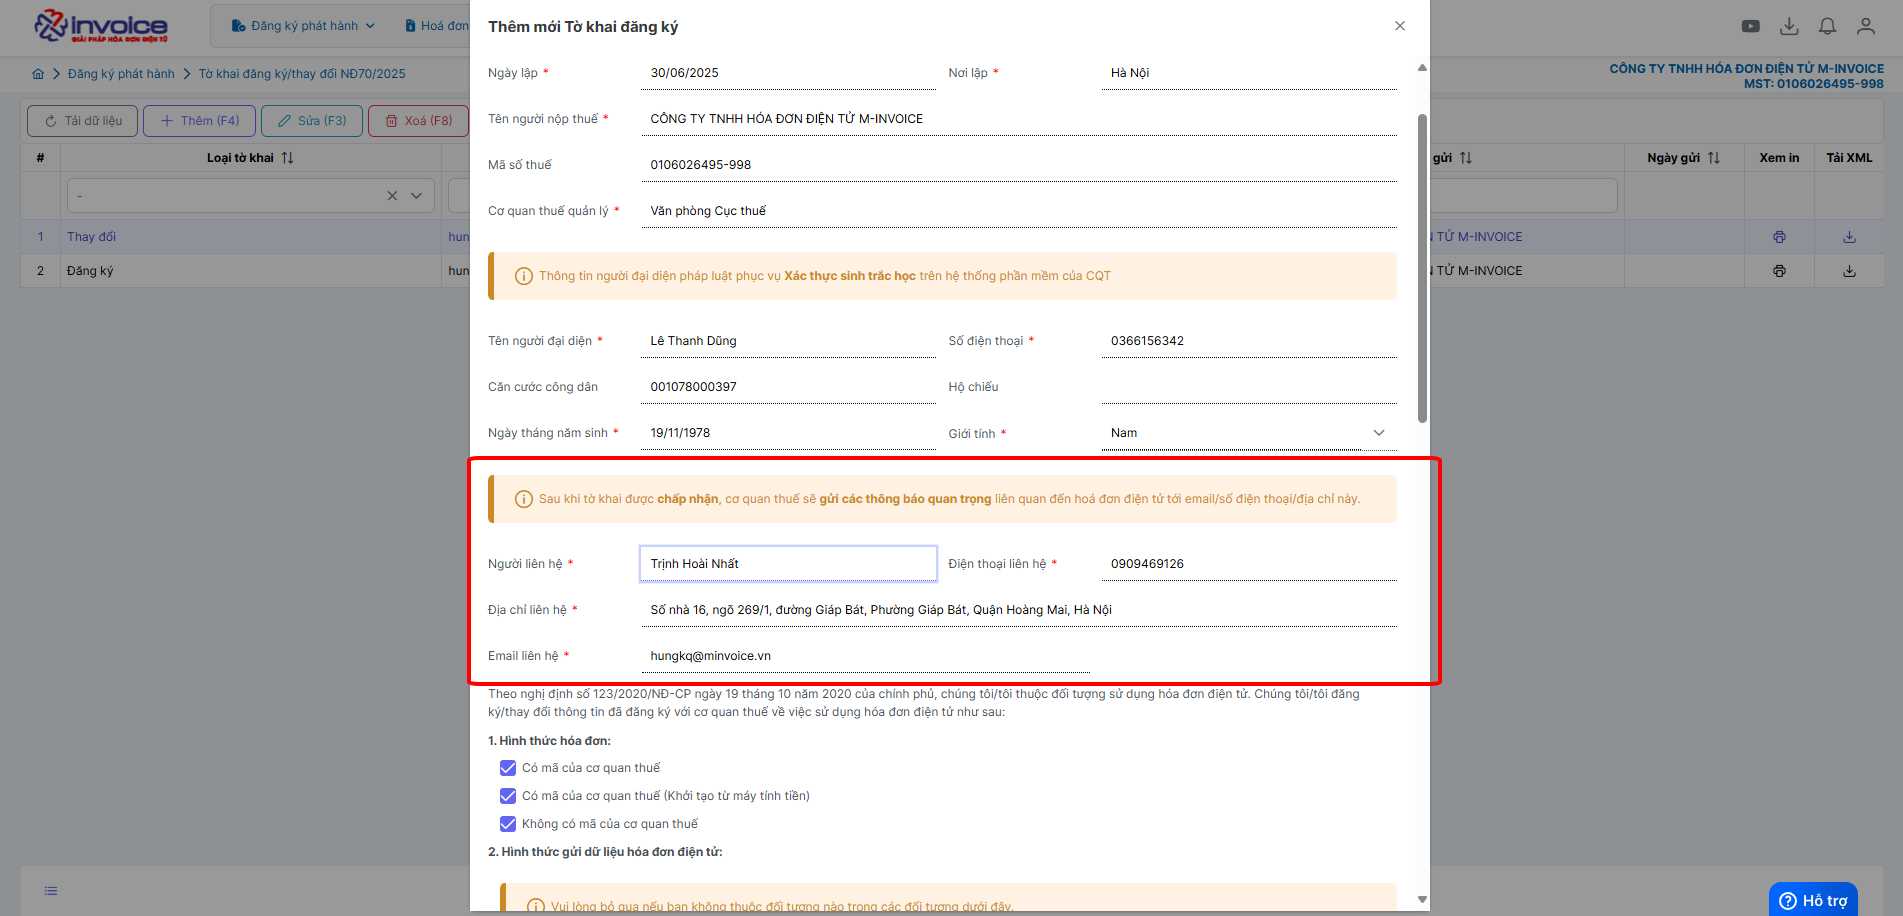 invoice
GIẢI PHÁP HÓA ĐƠN ĐIỆN TỬ
Đăng ký phát hành
Hoá đơn
Đăng ký phát hành
Tờ khai đăng ký/thay đổi NĐ70/2025
CÔNG TY TNHH HÓA ĐƠN ĐIỆN TỬ M-INVOICE
MST: 0106026495-998
Tải dữ liệu
Thêm (F4)
Sửa (F3)
Xoá (F8)
#
Loại tờ khai
gửi
Ngày gửi
Xem in
Tải XML
-
1
Thay đổi
hun
TỬ M-INVOICE
2
Đăng ký
hun
TỬ M-INVOICE
Thêm mới Tờ khai đăng ký
Ngày lập *
30/06/2025
Nơi lập *
Hà Nội
Tên người nộp thuế *
CÔNG TY TNHH HÓA ĐƠN ĐIỆN TỬ M-INVOICE
Mã số thuế
0106026495-998
Cơ quan thuế quản lý *
Văn phòng Cục thuế
Thông tin người đại diện pháp luật phục vụ Xác thực sinh trắc học trên hệ thống phần mềm của CQT
Tên người đại diện *
Lê Thanh Dũng
Số điện thoại *
0366156342
Căn cước công dân
001078000397
Hộ chiếu
Ngày tháng năm sinh *
19/11/1978
Giới tính *
Nam
Sau khi tờ khai được chấp nhận, cơ quan thuế sẽ gửi các thông báo quan trọng liên quan đến hoá đơn điện tử tới email/số điện thoại/địa chỉ này.
Người liên hệ *
Trịnh Hoài Nhất
Điện thoại liên hệ *
0909469126
Địa chỉ liên hệ *
Số nhà 16, ngõ 269/1, đường Giáp Bát, Phường Giáp Bát, Quận Hoàng Mai, Hà Nội
Email liên hệ *
hungkq@minvoice.vn
Theo nghị định số 123/2020/NĐ-CP ngày 19 tháng 10 năm 2020 của chính phủ, chúng tôi/tôi thuộc đối tượng sử dụng hóa đơn điện tử. Chúng tôi/tôi đăng
ký/thay đổi thông tin đã đăng ký với cơ quan thuế về việc sử dụng hóa đơn điện tử như sau:
1. Hình thức hóa đơn:
Có mã của cơ quan thuế
Có mã của cơ quan thuế (Khởi tạo từ máy tính tiền)
Không có mã của cơ quan thuế
2. Hình thức gửi dữ liệu hóa đơn điện tử:
Vui lòng bỏ qua nếu bạn không thuộc đối tượng nào trong các đối tượng dưới đây.
Hỗ trợ